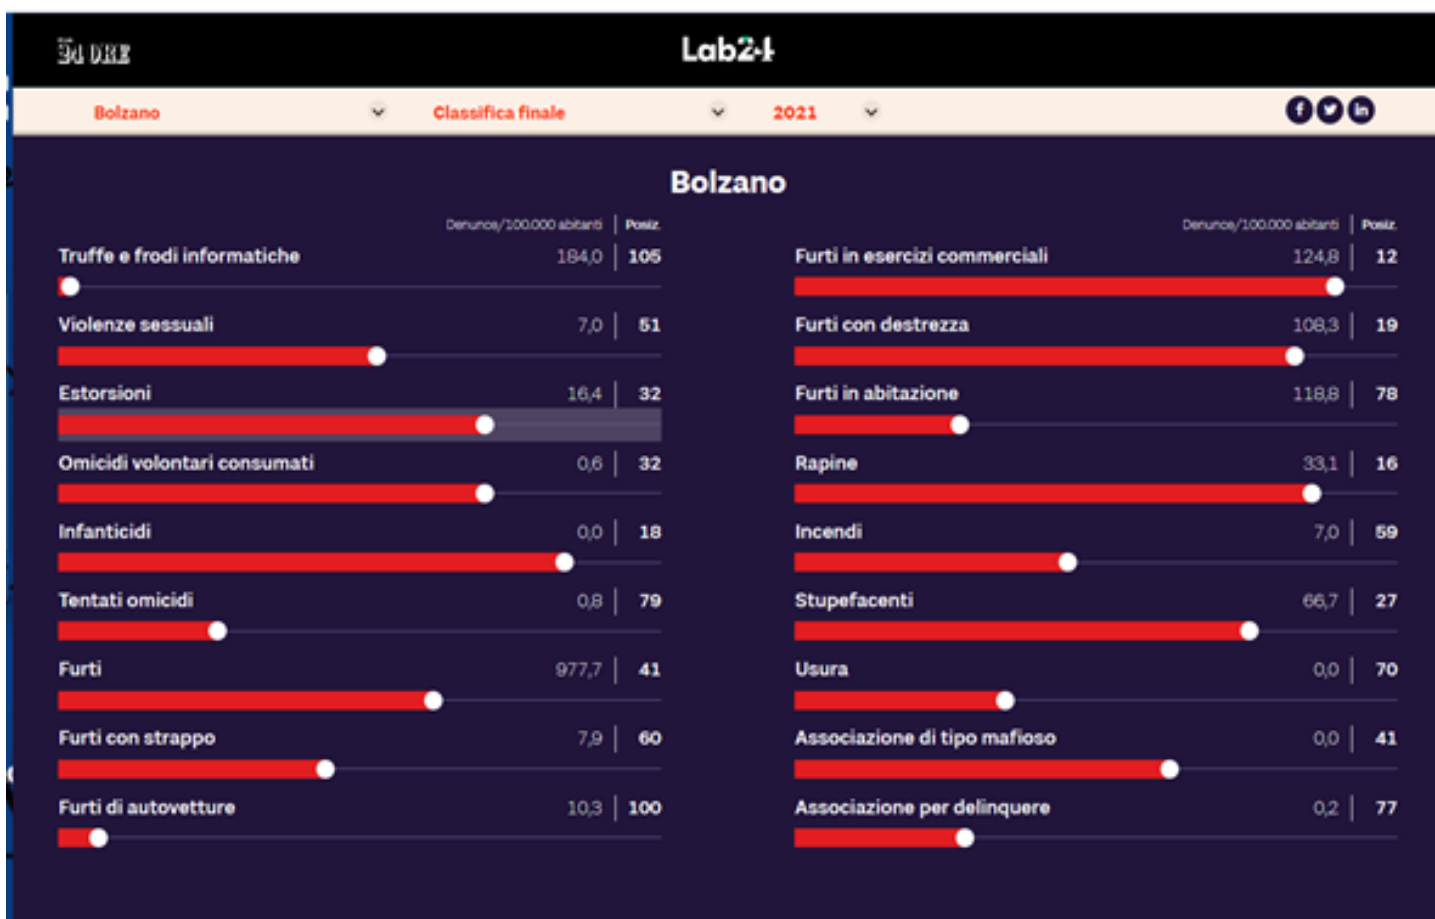 24 ORE
Lab24
Bolzano Classifica finale 2021
Bolzano
Denunce/100.000 abitanti Posiz.
Truffe e frodi informatiche 184,0 105
Violenze sessuali 7,0 51
Estorsioni 16,4 32
Omicidi volontari consumati 0,6 32
Infanticidi 0,0 18
Tentati omicidi 0,8 79
Furti 977,7 41
Furti con strappo 7,9 60
Furti di autovetture 10,3 100
Denunce/100.000 abitanti Posiz.
Furti in esercizi commerciali 124,8 12
Furti con destrezza 108,3 19
Furti in abitazione 118,8 78
Rapine 33,1 16
Incendi 7,0 59
Stupefacenti 66,7 27
Usura 0,0 70
Associazione di tipo mafioso 0,0 41
Associazione per delinquere 0,2 77